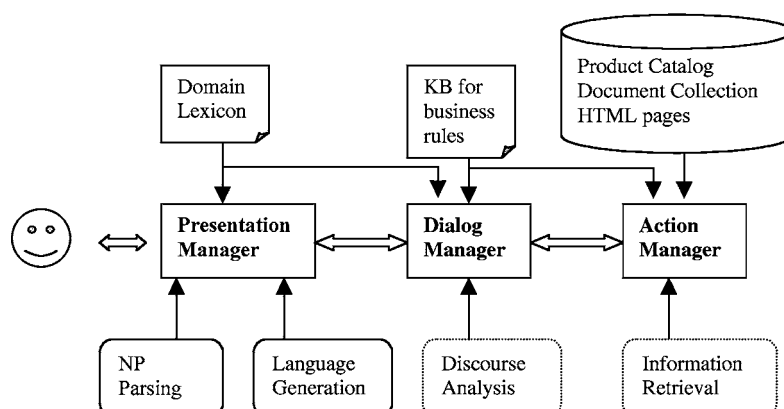 Domain
Lexicon
KB for
business
rules
Product Catalog
Document Collection
HTML pages
Presentation
Manager
Dialog
Manager
Action
Manager
NP
Parsing
Language
Generation
Discourse
Analysis
Information
Retrieval